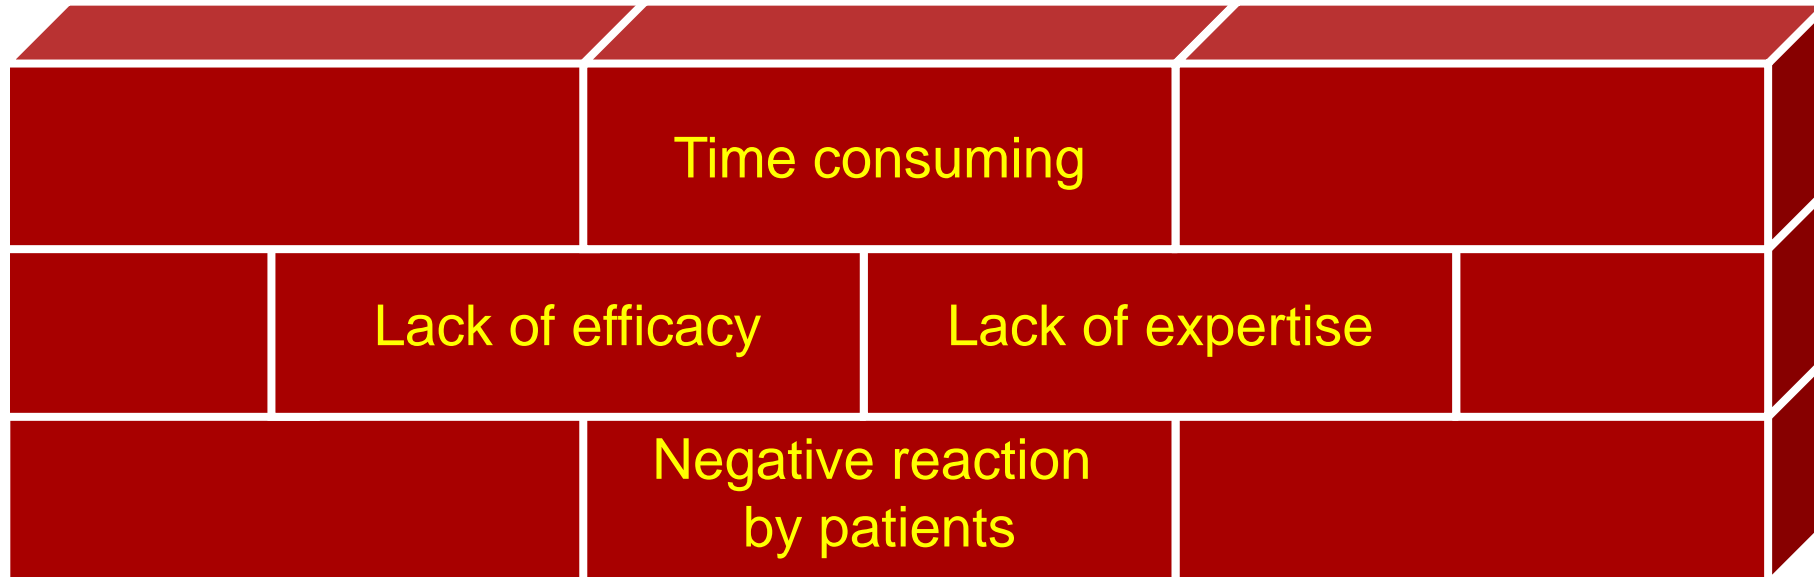 Time consuming
Lack of efficacy
Lack of expertise
Negative reaction
by patients